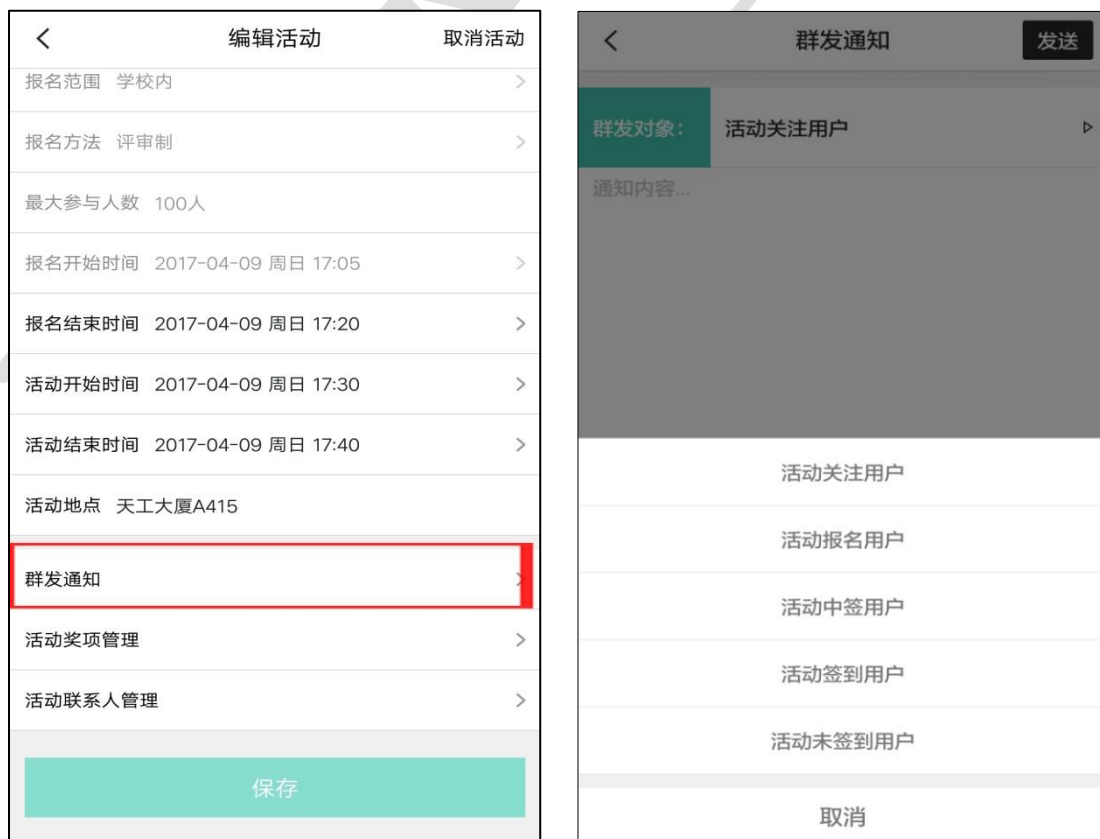 编辑活动
取消活动
报名范围 学校内
报名方法 评审制
最大参与人数 100人
报名开始时间 2017-04-09 周日 17:05
报名结束时间 2017-04-09 周日 17:20
活动开始时间 2017-04-09 周日 17:30
活动结束时间 2017-04-09 周日 17:40
活动地点 天工大厦A415
群发通知
活动奖项管理
活动联系人管理
保存
群发通知
发送
群发对象: 活动关注用户
通知内容...
活动关注用户
活动报名用户
活动中签用户
活动签到用户
活动未签到用户
取消